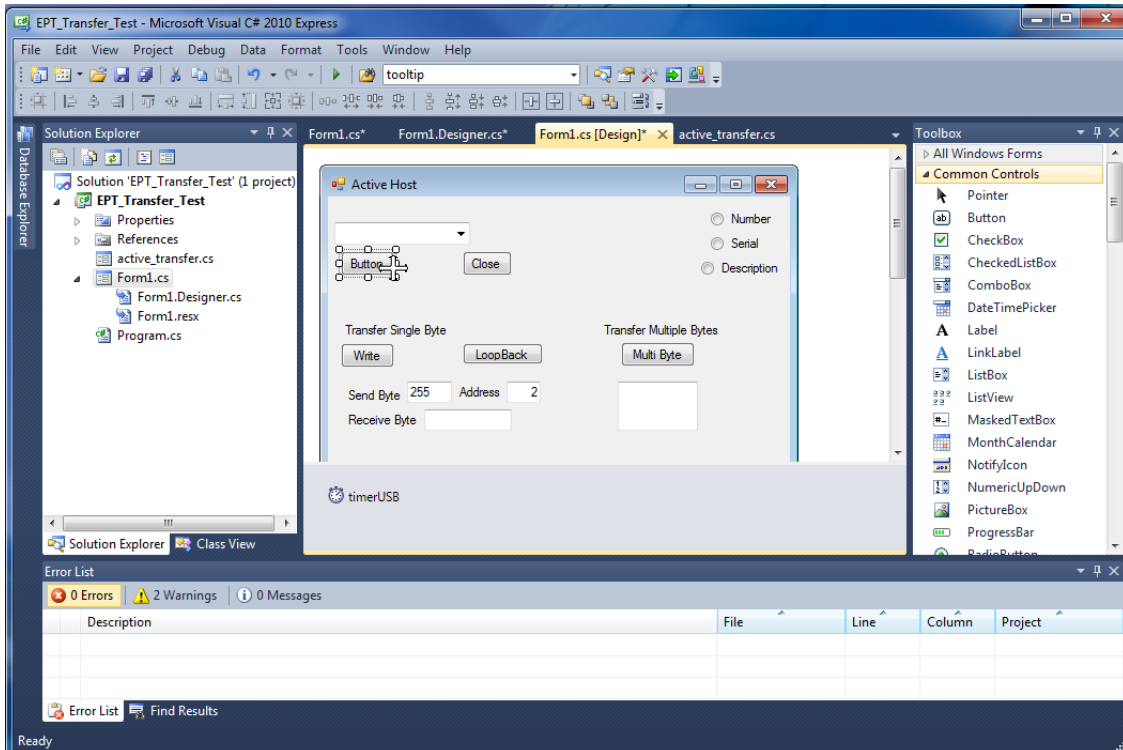 EPT_Transfer_Test - Microsoft Visual C# 2010 Express
File Edit View Project Debug Data Format Tools Window Help
tooltip
Database Explorer
Solution Explorer
Solution 'EPT_Transfer_Test' (1 project)
EPT_Transfer_Test
Properties
References
active_transfer.cs
Form1.cs
Form1.Designer.cs
Form1.resx
Program.cs
Solution Explorer Class View
Form1.cs* Form1.Designer.cs* Form1.cs [Design]* active_transfer.cs
Active Host
Number
Serial
Button Close Description
Transfer Single Byte Transfer Multiple Bytes
Write LoopBack Multi Byte
Send Byte 255 Address 2
Receive Byte
timerUSB
Toolbox
All Windows Forms
Common Controls
Pointer
Button
CheckBox
CheckedListBox
ComboBox
DateTimePicker
Label
LinkLabel
ListBox
ListView
MaskedTextBox
MonthCalendar
NotifyIcon
NumericUpDown
PictureBox
ProgressBar
RadioButton
Error List
0 Errors 2 Warnings 0 Messages
Description File Line Column Project
Error List Find Results
Ready